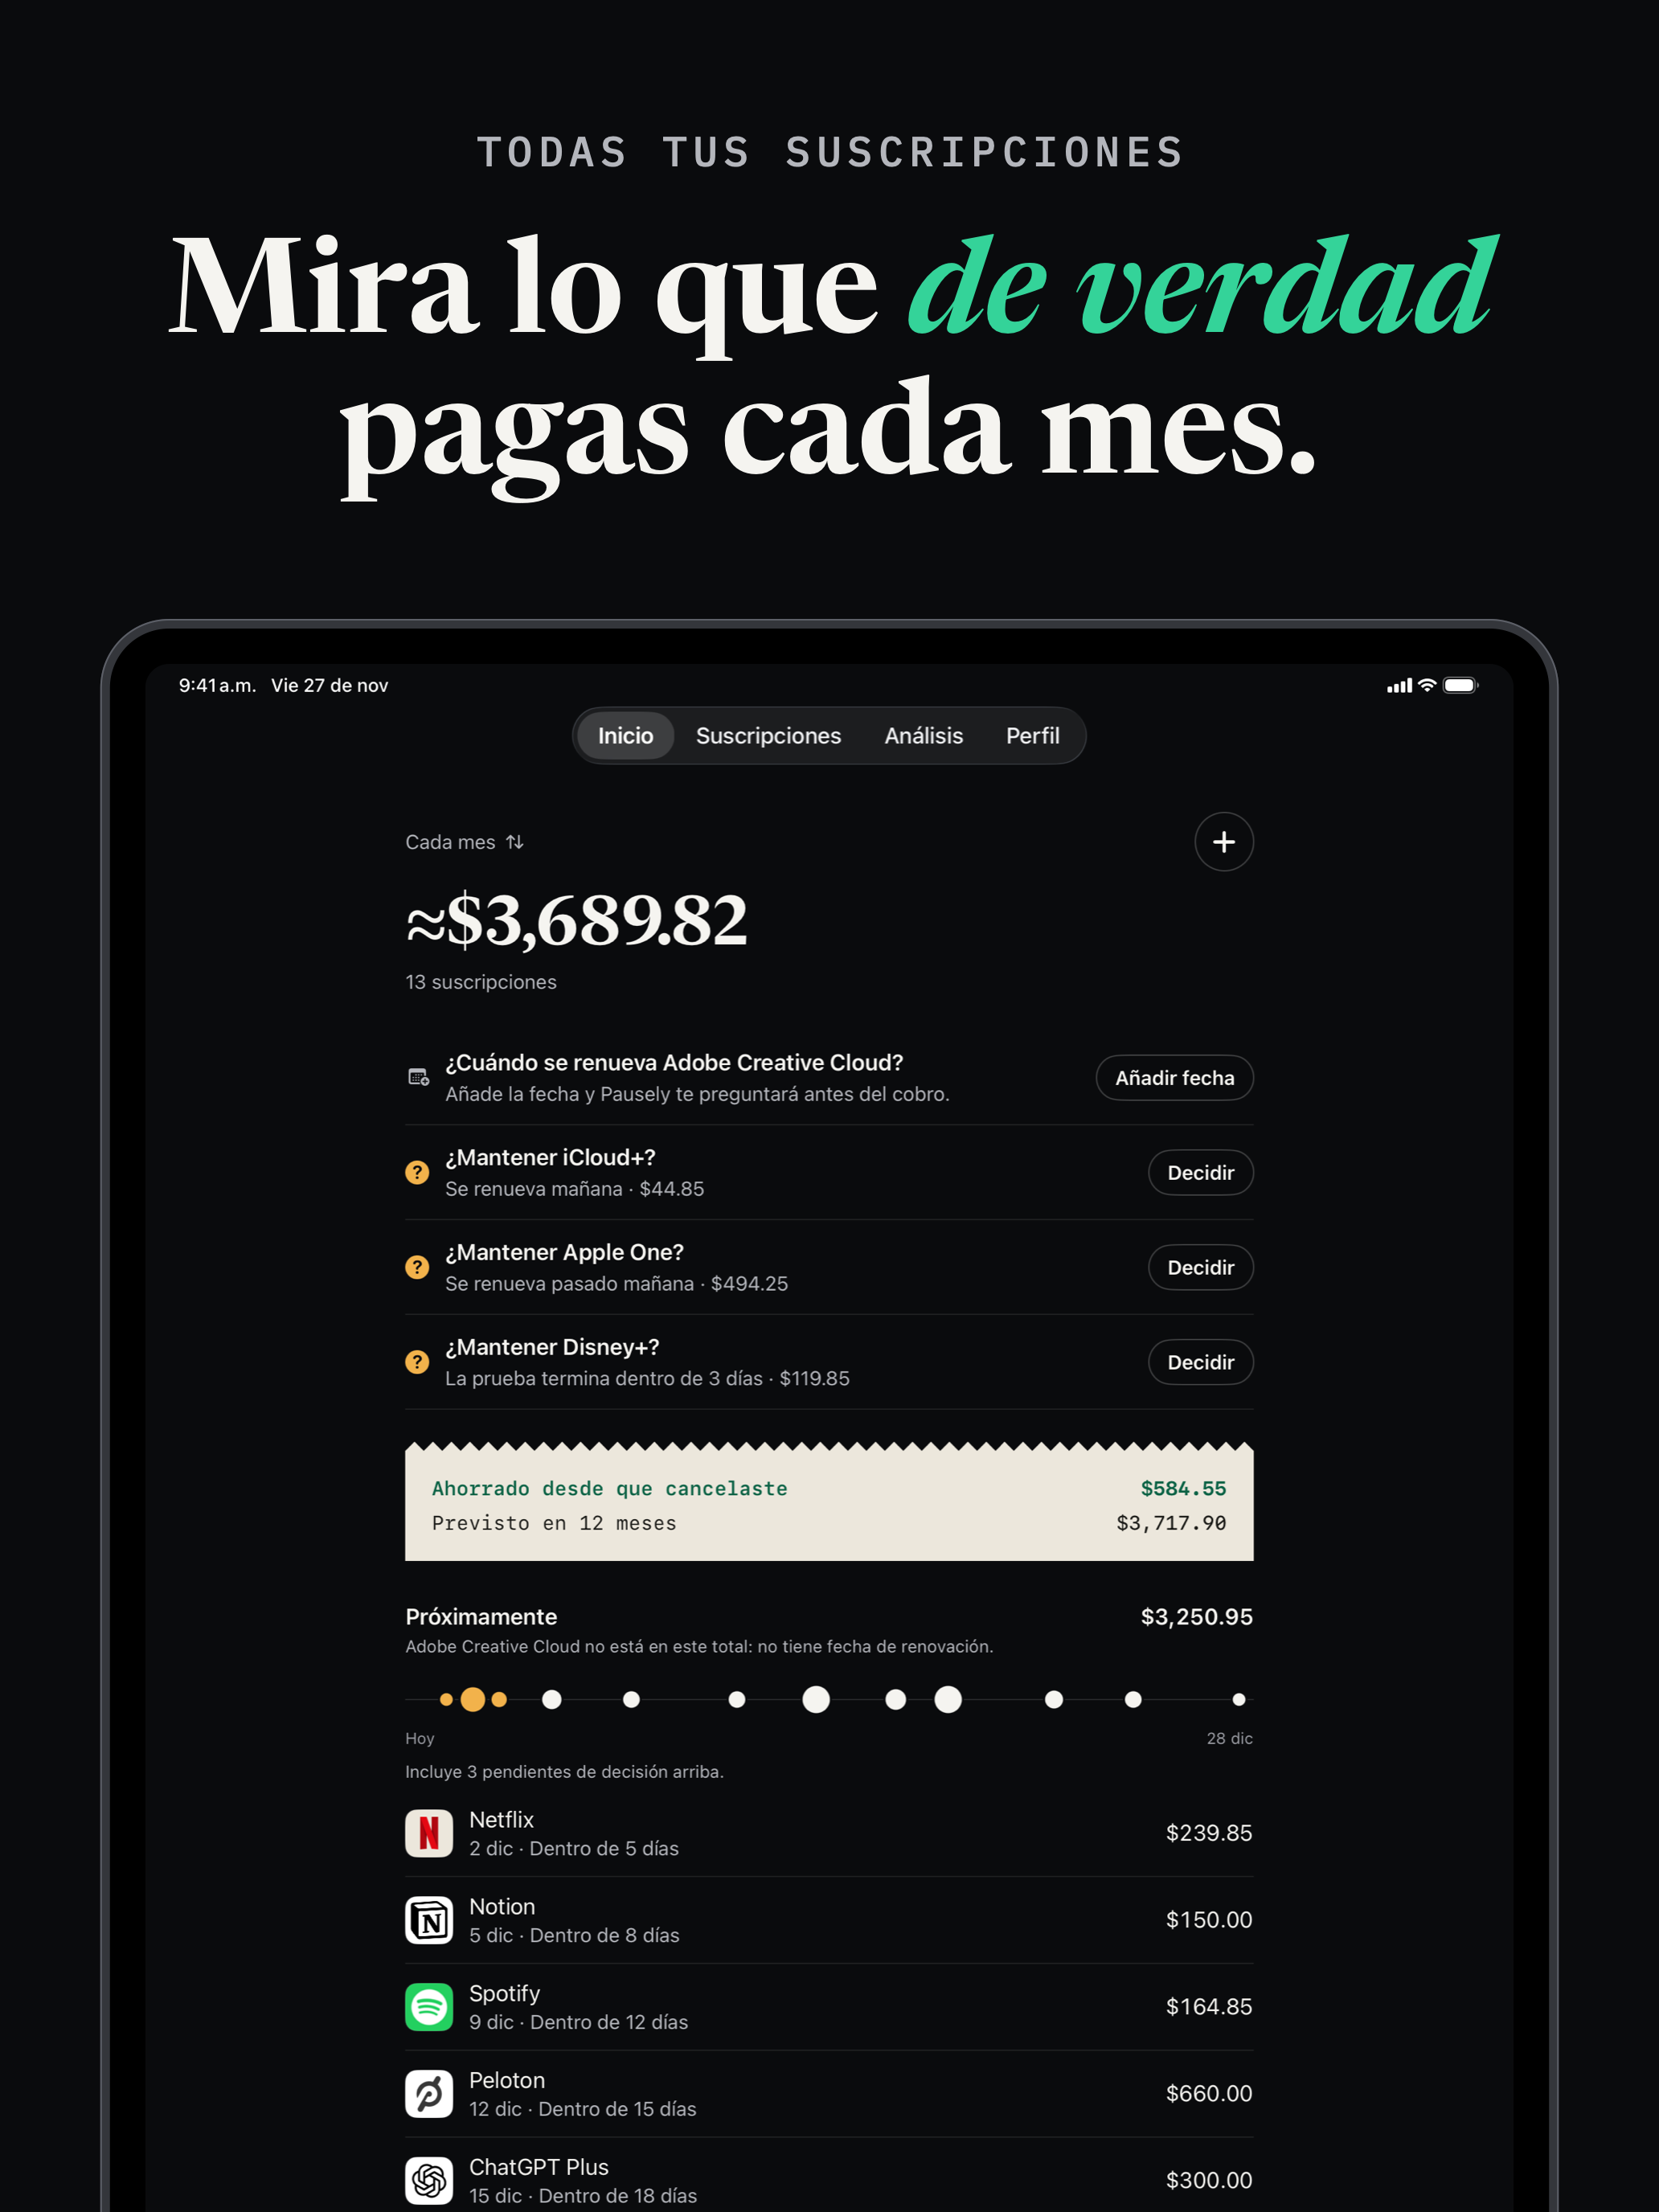 TODAS TUS SUSCRIPCIONES
Mira lo que de verdad
pagas cada mes.
9:41 a.m. Vie 27 de nov
Inicio Suscripciones Análisis Perfil
Cada mes
≈$3,689.82
13 suscripciones
¿Cuándo se renueva Adobe Creative Cloud?
Añade la fecha y Pausely te preguntará antes del cobro.
Añadir fecha
¿Mantener iCloud+?
Se renueva mañana · $44.85
Decidir
¿Mantener Apple One?
Se renueva pasado mañana · $494.25
Decidir
¿Mantener Disney+?
La prueba termina dentro de 3 días · $119.85
Decidir
Ahorrado desde que cancelaste $584.55
Previsto en 12 meses $3,717.90
Próximamente $3,250.95
Adobe Creative Cloud no está en este total: no tiene fecha de renovación.
Hoy 28 dic
Incluye 3 pendientes de decisión arriba.
Netflix
2 dic · Dentro de 5 días
$239.85
Notion
5 dic · Dentro de 8 días
$150.00
Spotify
9 dic · Dentro de 12 días
$164.85
Peloton
12 dic · Dentro de 15 días
$660.00
ChatGPT Plus
15 dic · Dentro de 18 días
$300.00